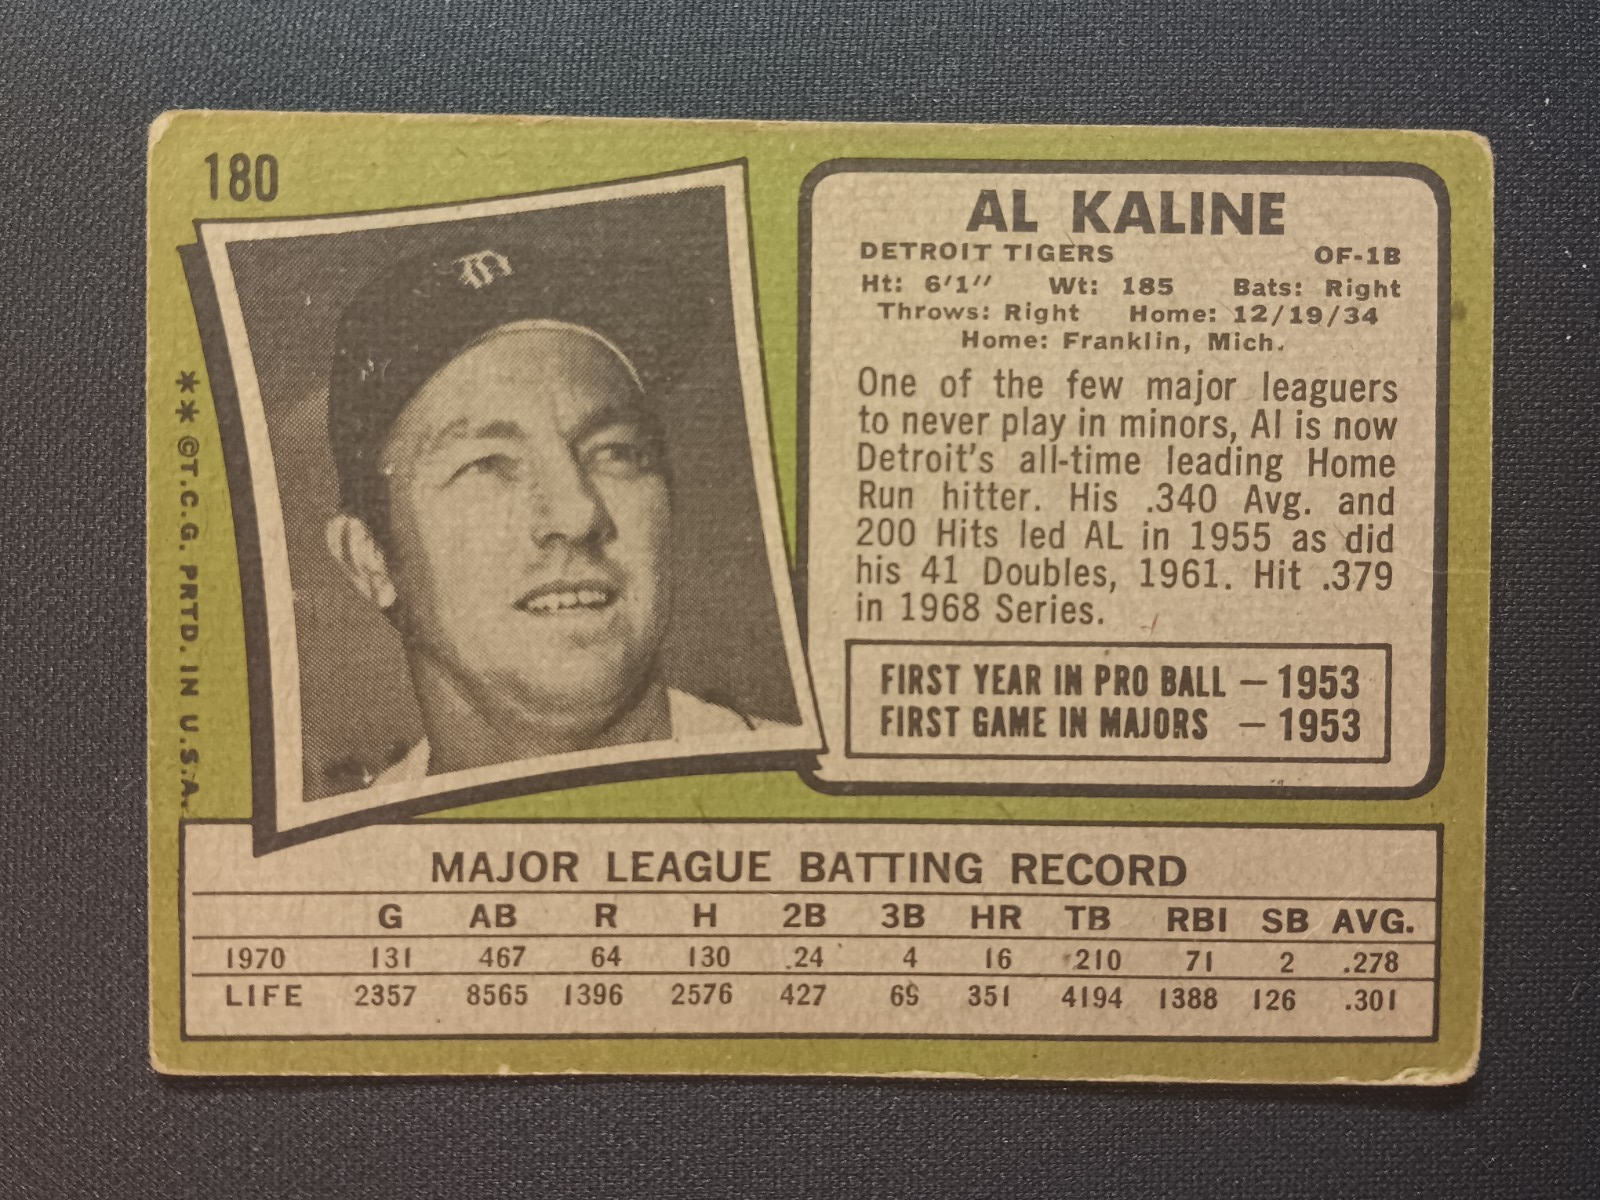 180
AL KALINE
DETROIT TIGERS OF-1B
Ht: 6'1" Wt: 185 Bats: Right
Throws: Right Home: 12/19/34
Home: Franklin, Mich.
One of the few major leaguers
to never play in minors, Al is now
Detroit's all-time leading Home
Run hitter. His .340 Avg. and
200 Hits led AL in 1955 as did
his 41 Doubles, 1961. Hit .379
in 1968 Series.
FIRST YEAR IN PRO BALL — 1953
FIRST GAME IN MAJORS — 1953
**©T.C.G. PRTD. IN U.S.A.
MAJOR LEAGUE BATTING RECORD
G AB R H 2B 3B HR TB RBI SB AVG.
1970 131 467 64 130 24 4 16 210 71 2 .278
LIFE 2357 8565 1396 2576 427 69 351 4194 1388 126 .301